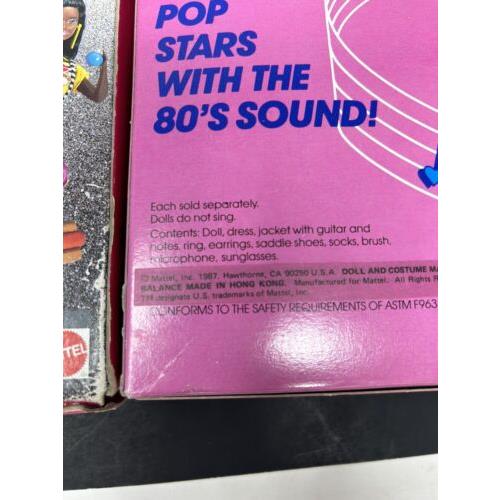 POP
STARS
WITH THE
80'S SOUND!
Each sold separately.
Dolls do not sing.
Contents: Doll, dress, jacket with guitar and
notes, ring, earrings, saddle shoes, socks, brush,
microphone, sunglasses.
© Mattel, Inc. 1987. Hawthorne, CA 90250 U.S.A. DOLL AND COSTUME MA
BALANCE MADE IN HONG KONG. Manufactured for Mattel. All Rights R
TM designate U.S. trademarks of Mattel, Inc.
CONFORMS TO THE SAFETY REQUIREMENTS OF ASTM F963
TTEL